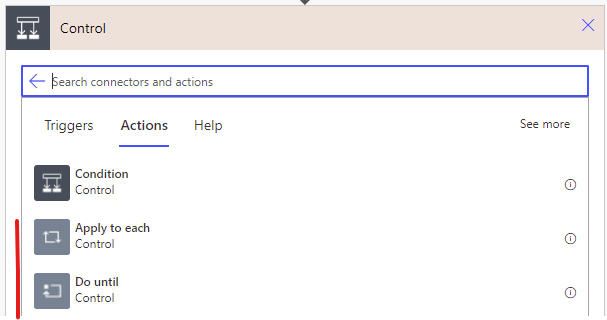 Control
Search connectors and actions
Triggers Actions Help See more
Condition
Control
Apply to each
Control
Do until
Control